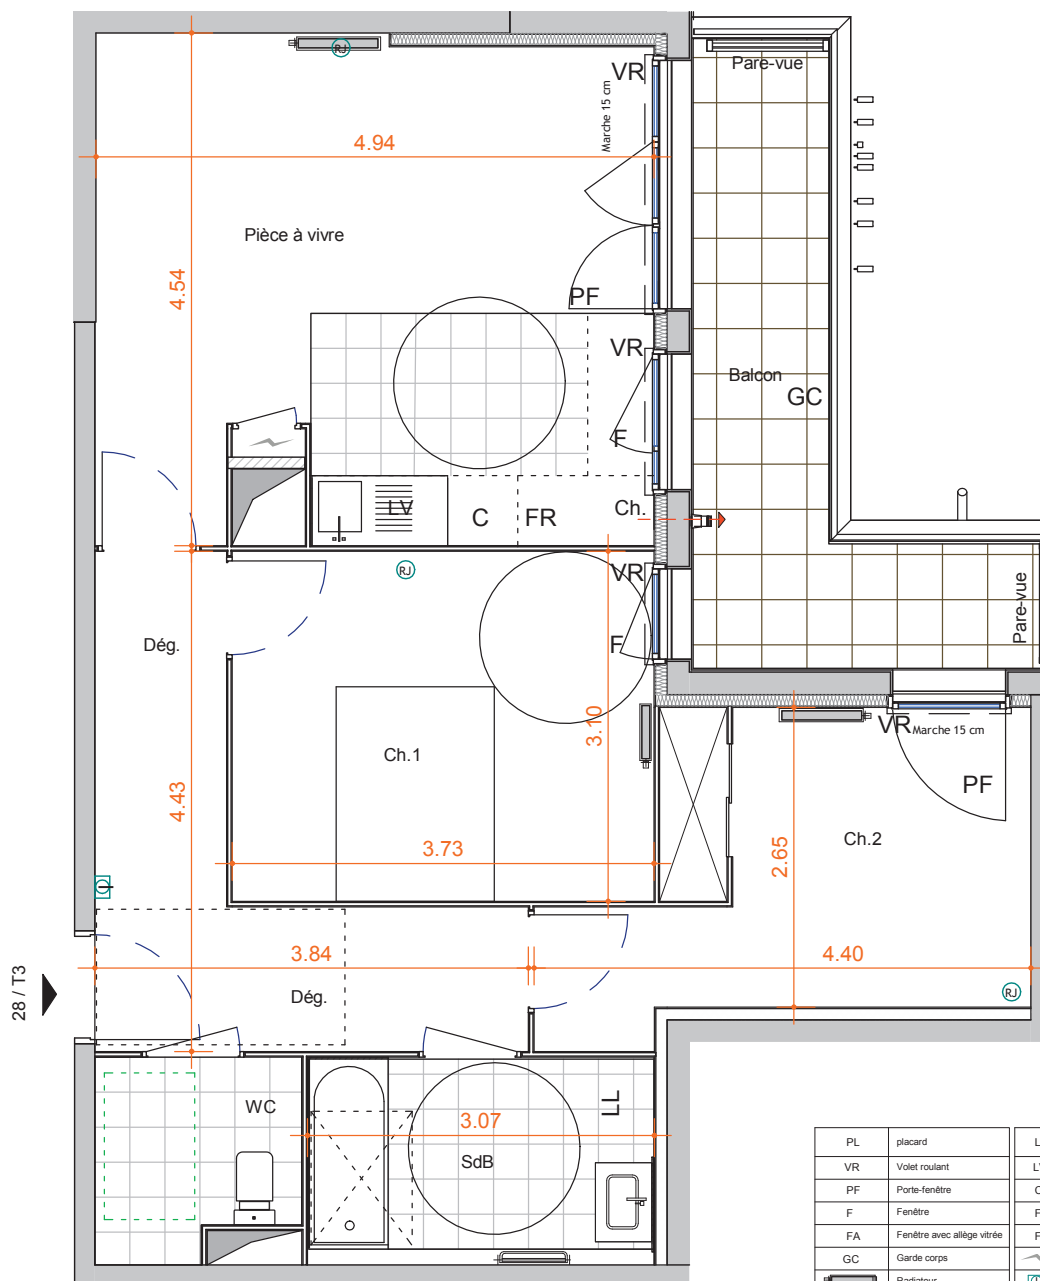 RJ
VR
Pare-vue
Marche 15 cm
4.94
Pièce à vivre
4.54
PF
VR
Balcon
GC
F
LV
C
FR
Ch.
RJ
VR
Pare-vue
Dég.
F
3.10
VR
Marche 15 cm
Ch.1
PF
4.43
3.73
2.65
Ch.2
3.84
4.40
28 / T3
Dég.
RJ
WC
LL
3.07
SdB
PL placard
VR Volet roulant
PF Porte-fenêtre
F Fenêtre
FA Fenêtre avec allège vitrée
GC Garde corps
Radiateur